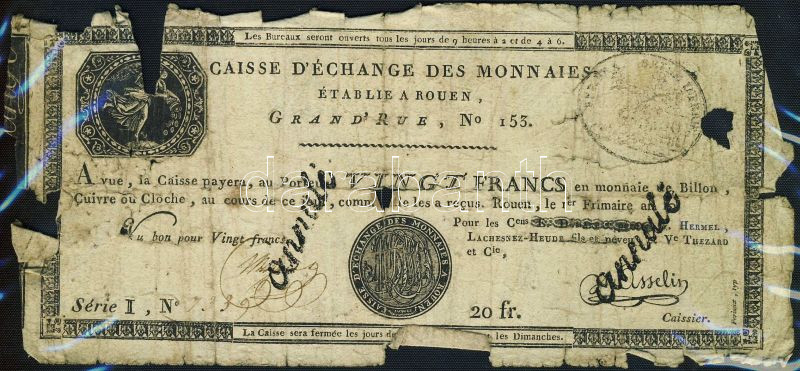 Les Bureaux seront ouverts tous les jours de 9 heures à 2 et de 4 à 6.
CAISSE D'ÉCHANGE DES MONNAIES
ÉTABLIE A ROUEN,
GRAND'RUE, No 153.
A vue, la Caisse payera, au Porteur VINGT FRANCS en monnaie de Billon,
Cuivre ou Cloche, au cours de ce comme elle les a reçus. Rouen, le 1er Frimaire an
Vu bon pour Vingt francs
Pour les Cens HERMEL,
LACHESNEZ-HEUDE fils et neveu Ve THEZARD
et Cie,
annulé
annulé
CAISSE D'ÉCHANGE DES MONNAIES A ROUEN
Asselin
Série I, No
20 fr.
Caissier.
La Caisse sera fermée les jours de les Dimanches.